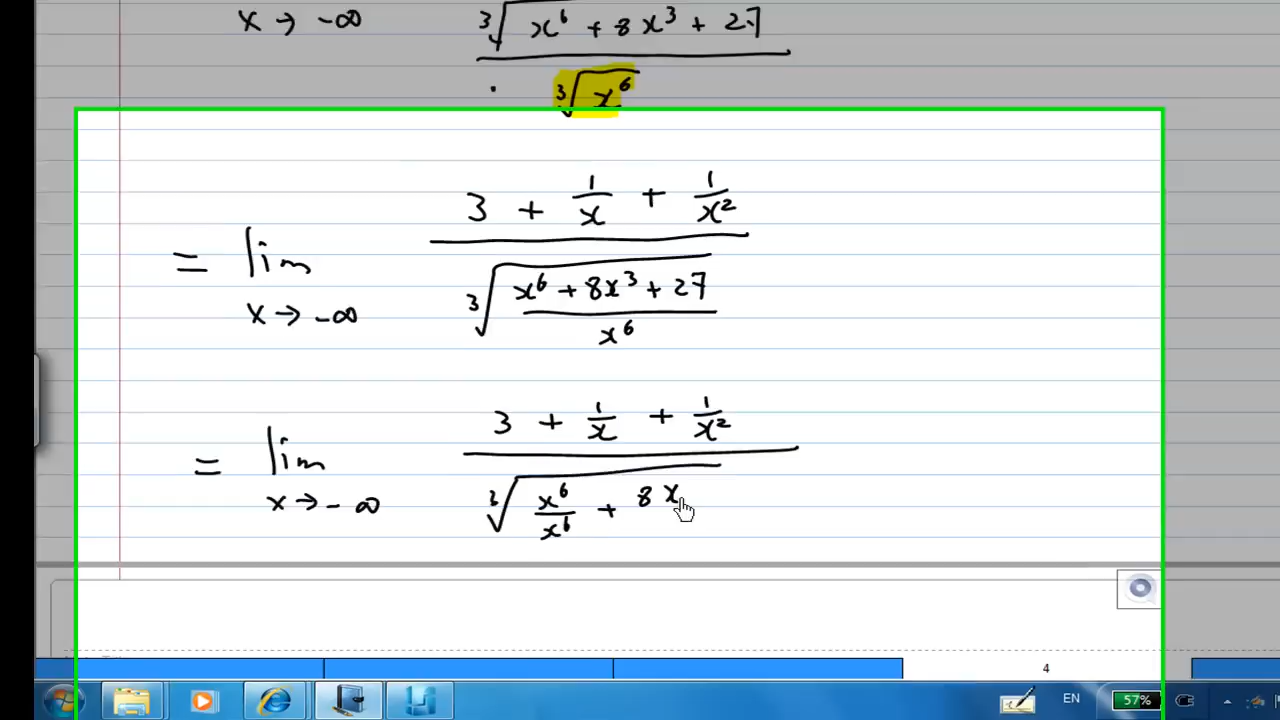 x → -∞ ∛(x⁶ + 8x³ + 27)
∛(x⁶)
3 + 1/x + 1/x²
= lim
x → -∞ ∛((x⁶ + 8x³ + 27)/x⁶)
3 + 1/x + 1/x²
= lim
x → -∞ ∛(x⁶/x⁶ + 8x
4
EN 57%